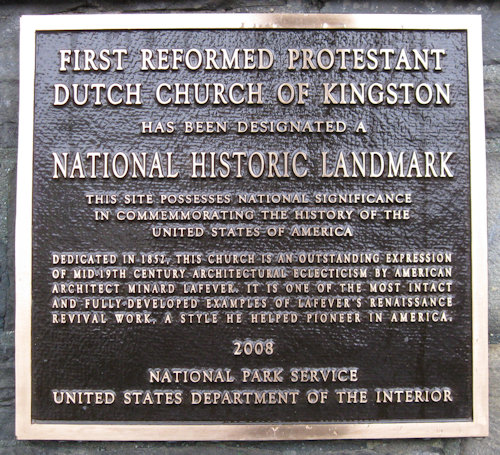 FIRST REFORMED PROTESTANT
DUTCH CHURCH OF KINGSTON
HAS BEEN DESIGNATED A
NATIONAL HISTORIC LANDMARK
THIS SITE POSSESSES NATIONAL SIGNIFICANCE
IN COMMEMMORATING THE HISTORY OF THE
UNITED STATES OF AMERICA
DEDICATED IN 1852, THIS CHURCH IS AN OUTSTANDING EXPRESSION
OF MID-19TH CENTURY ARCHITECTURAL ECLECTICISM BY AMERICAN
ARCHITECT MINARD LAFEVER. IT IS ONE OF THE MOST INTACT
AND FULLY-DEVELOPED EXAMPLES OF LAFEVER'S RENAISSANCE
REVIVAL WORK, A STYLE HE HELPED PIONEER IN AMERICA.
2008
NATIONAL PARK SERVICE
UNITED STATES DEPARTMENT OF THE INTERIOR